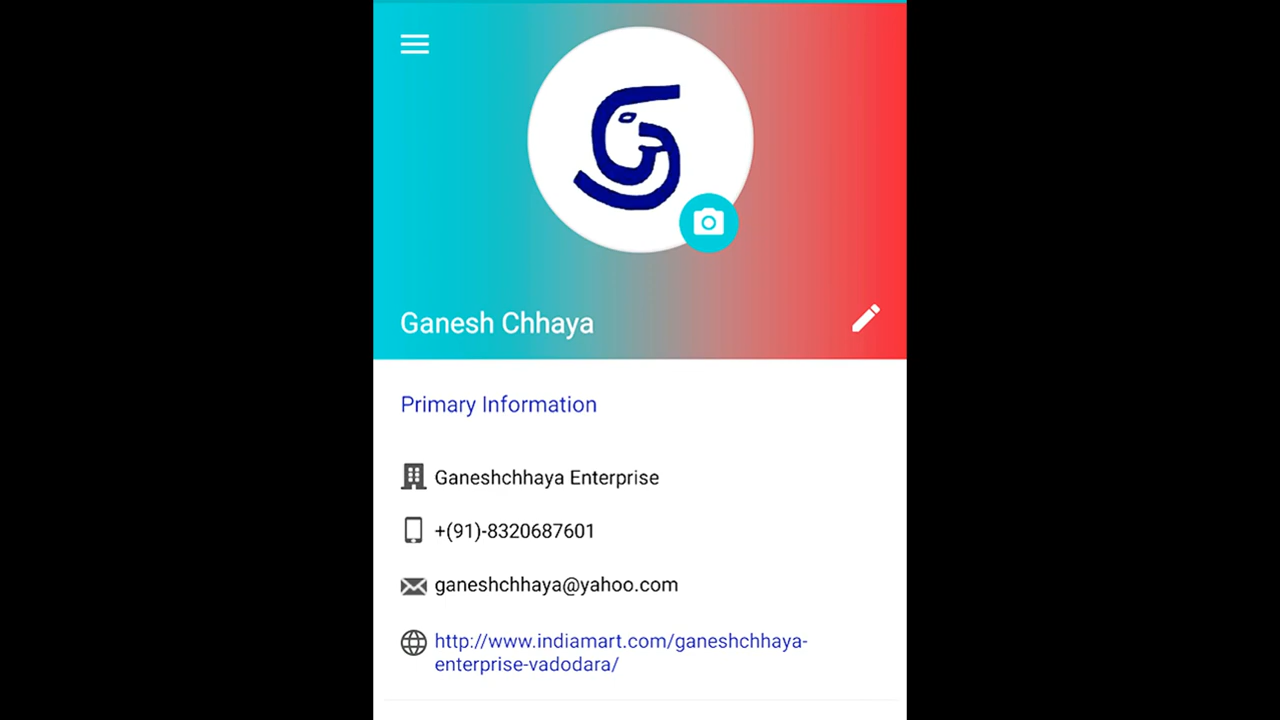 Ganesh Chhaya
Primary Information
Ganeshchhaya Enterprise
+(91)-8320687601
ganeshchhaya@yahoo.com
http://www.indiamart.com/ganeshchhaya-
enterprise-vadodara/